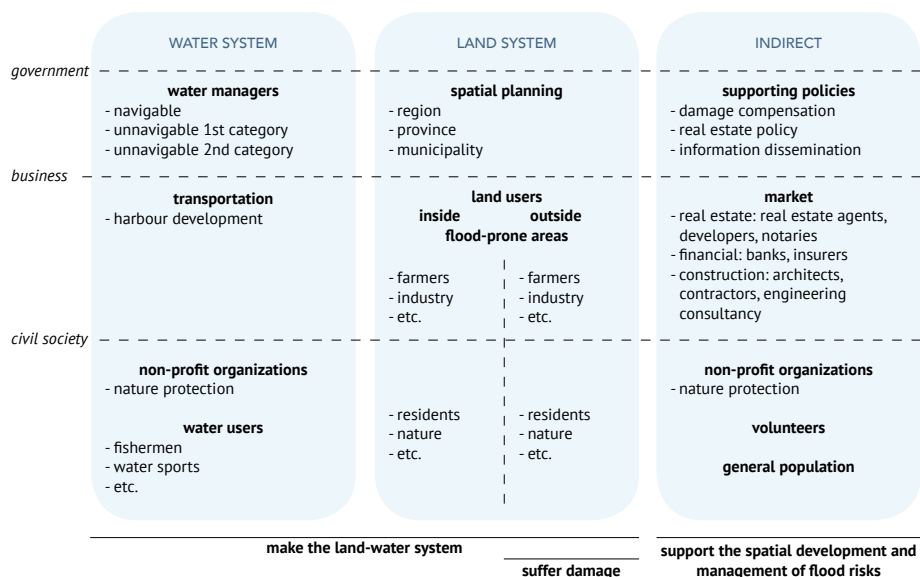 WATER SYSTEM
LAND SYSTEM
INDIRECT
government
water managers
- navigable
- unnavigable 1st category
- unnavigable 2nd category
spatial planning
- region
- province
- municipality
supporting policies
- damage compensation
- real estate policy
- information dissemination
business
transportation
- harbour development
land users
inside outside
flood-prone areas
- farmers
- industry
- etc.
- farmers
- industry
- etc.
market
- real estate: real estate agents,
developers, notaries
- financial: banks, insurers
- construction: architects,
contractors, engineering
consultancy
civil society
non-profit organizations
- nature protection
water users
- fishermen
- water sports
- etc.
- residents
- nature
- etc.
- residents
- nature
- etc.
non-profit organizations
- nature protection
volunteers
general population
make the land-water system
suffer damage
support the spatial development and
management of flood risks